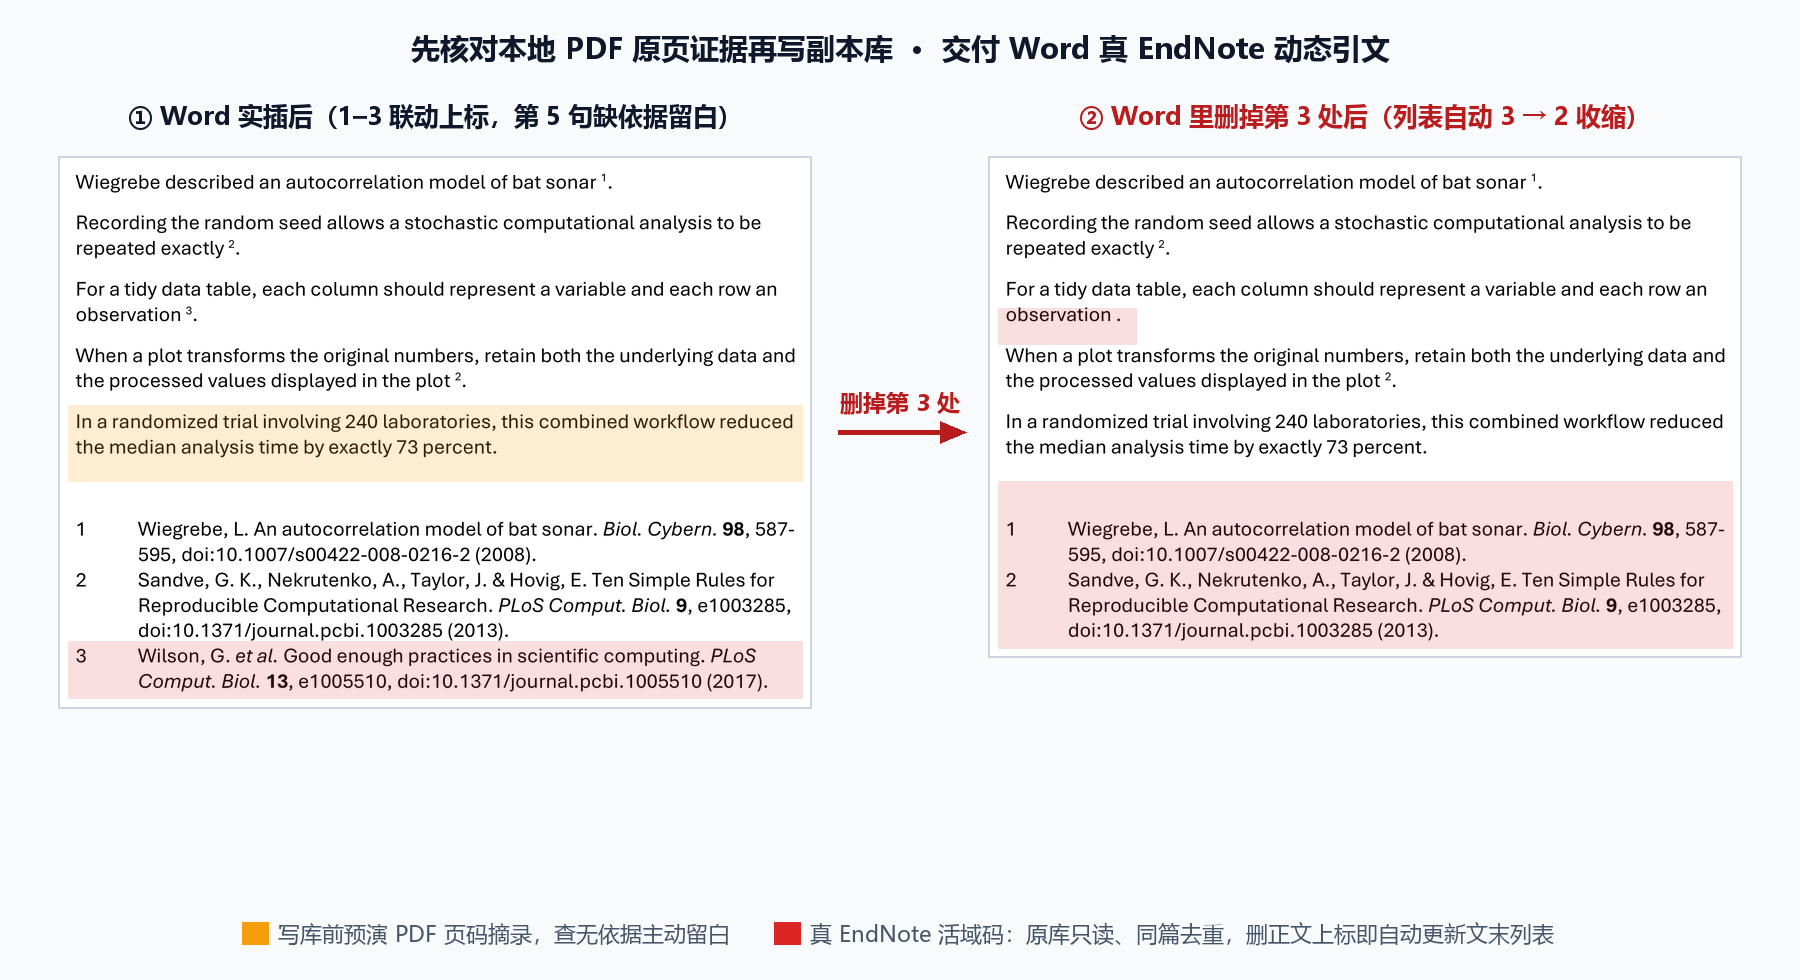 先核对本地 PDF 原页证据再写副本库 • 交付 Word 真 EndNote 动态引文
① Word 实插后（1–3 联动上标，第 5 句缺依据留白）
Wiegrebe described an autocorrelation model of bat sonar ¹.
Recording the random seed allows a stochastic computational analysis to be
repeated exactly ².
For a tidy data table, each column should represent a variable and each row an
observation ³.
When a plot transforms the original numbers, retain both the underlying data and
the processed values displayed in the plot ².
In a randomized trial involving 240 laboratories, this combined workflow reduced
the median analysis time by exactly 73 percent.
1 Wiegrebe, L. An autocorrelation model of bat sonar. Biol. Cybern. 98, 587-
595, doi:10.1007/s00422-008-0216-2 (2008).
2 Sandve, G. K., Nekrutenko, A., Taylor, J. & Hovig, E. Ten Simple Rules for
Reproducible Computational Research. PLoS Comput. Biol. 9, e1003285,
doi:10.1371/journal.pcbi.1003285 (2013).
3 Wilson, G. et al. Good enough practices in scientific computing. PLoS
Comput. Biol. 13, e1005510, doi:10.1371/journal.pcbi.1005510 (2017).
删掉第 3 处
② Word 里删掉第 3 处后（列表自动 3 → 2 收缩）
Wiegrebe described an autocorrelation model of bat sonar ¹.
Recording the random seed allows a stochastic computational analysis to be
repeated exactly ².
For a tidy data table, each column should represent a variable and each row an
observation .
When a plot transforms the original numbers, retain both the underlying data and
the processed values displayed in the plot ².
In a randomized trial involving 240 laboratories, this combined workflow reduced
the median analysis time by exactly 73 percent.
1 Wiegrebe, L. An autocorrelation model of bat sonar. Biol. Cybern. 98, 587-
595, doi:10.1007/s00422-008-0216-2 (2008).
2 Sandve, G. K., Nekrutenko, A., Taylor, J. & Hovig, E. Ten Simple Rules for
Reproducible Computational Research. PLoS Comput. Biol. 9, e1003285,
doi:10.1371/journal.pcbi.1003285 (2013).
写库前预演 PDF 页码摘录，查无依据主动留白
真 EndNote 活域码：原库只读、同篇去重，删正文上标即自动更新文末列表